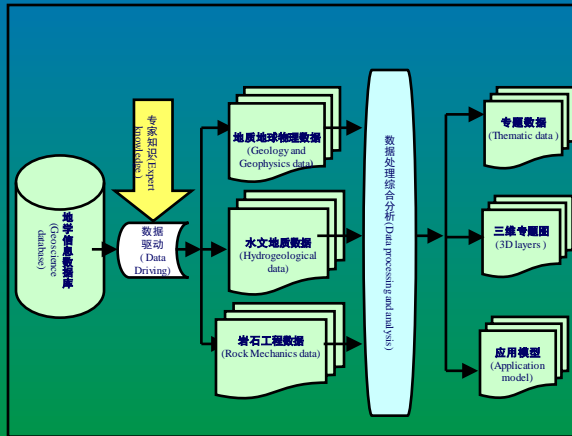 地学信息数据库
(Geoscience
database)
专家知识(Expert
knowledge)
数据
驱动
(Data
Driving)
地质地球物理数据
(Geology and
Geophysics data)
水文地质数据
(Hydrogeological
data)
岩石工程数据
(Rock Mechanics data)
数据处理综合分析(Data processing and analysis)
专题数据
(Thematic data )
三维专题图
(3D layers )
应用模型
(Application
model)